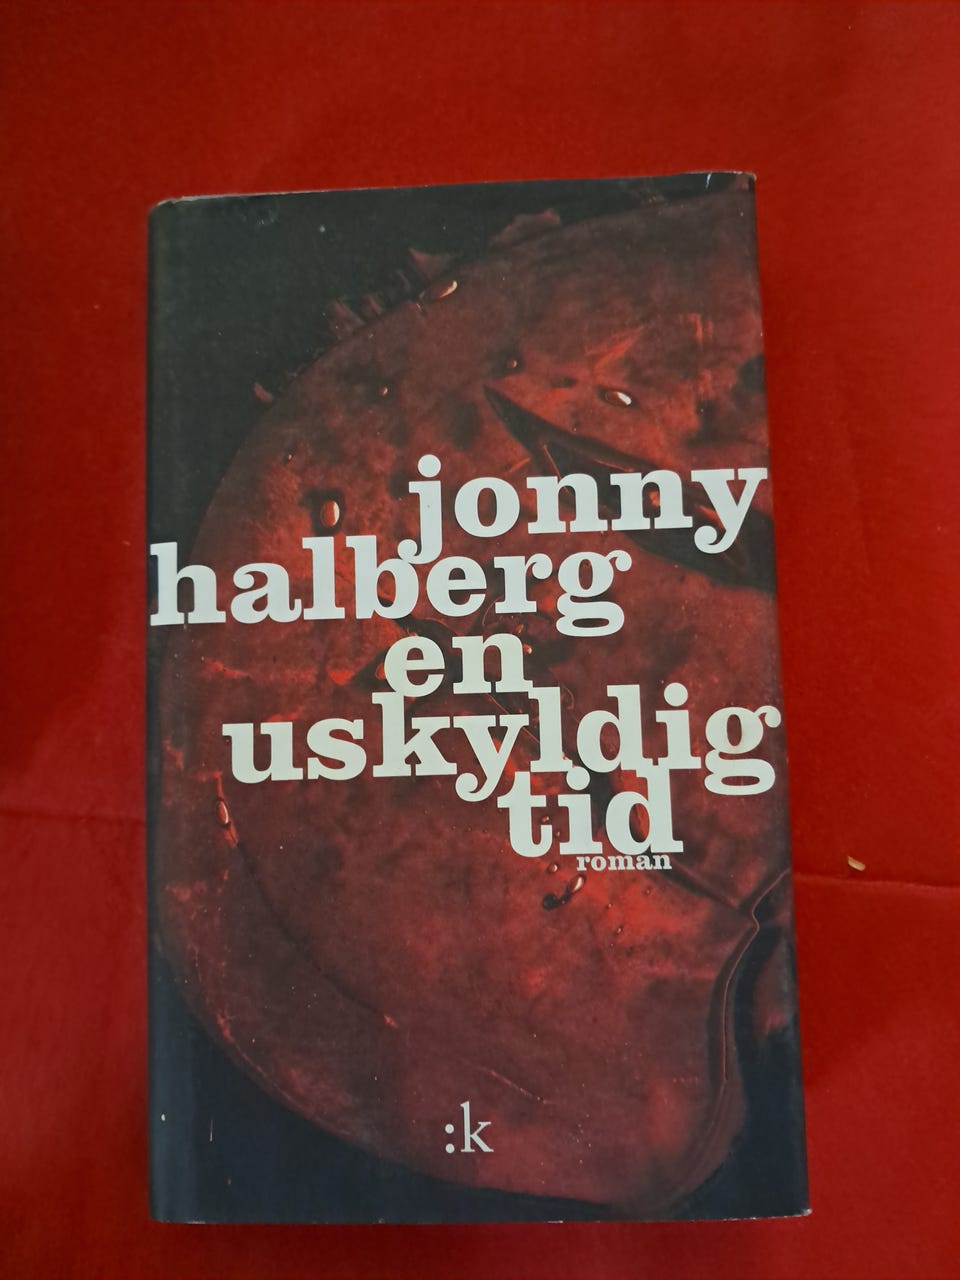 jonny
halberg
en
uskyldig
tid
roman
:k